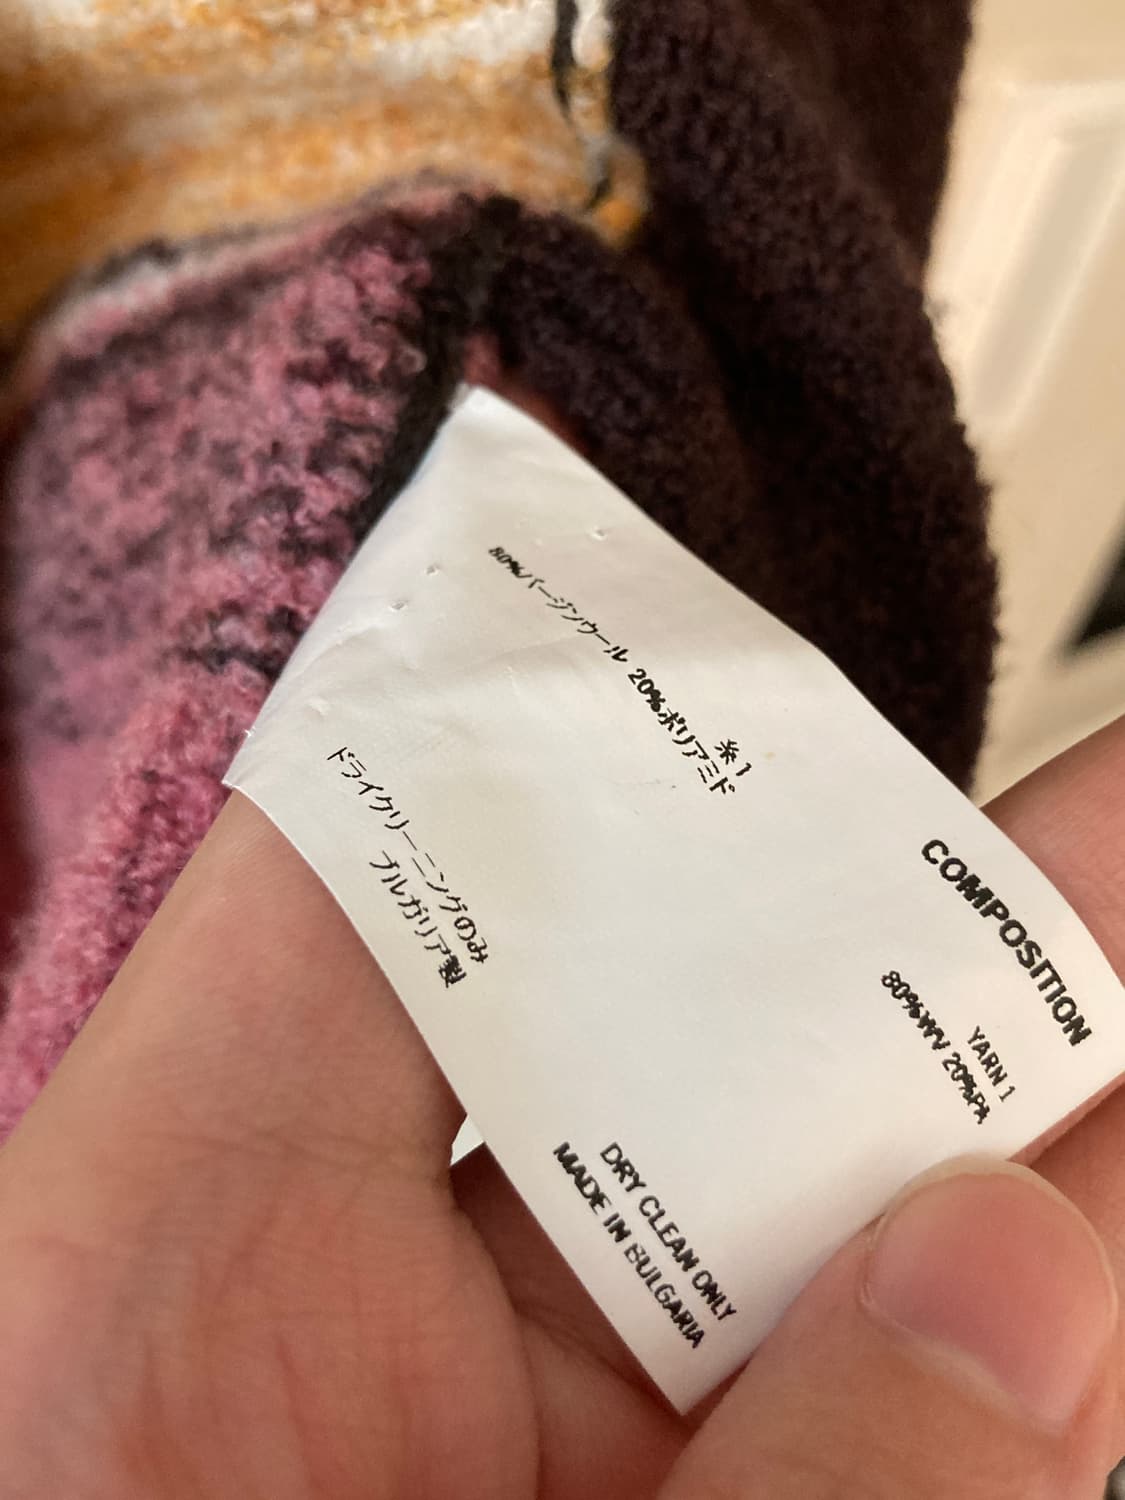 COMPOSITION
YARN 1
80%WV 20%PA
DRY CLEAN ONLY
MADE IN BULGARIA
糸 1
80%バージンウール 20%ポリアミド
ドライクリーニングのみ
ブルガリア製